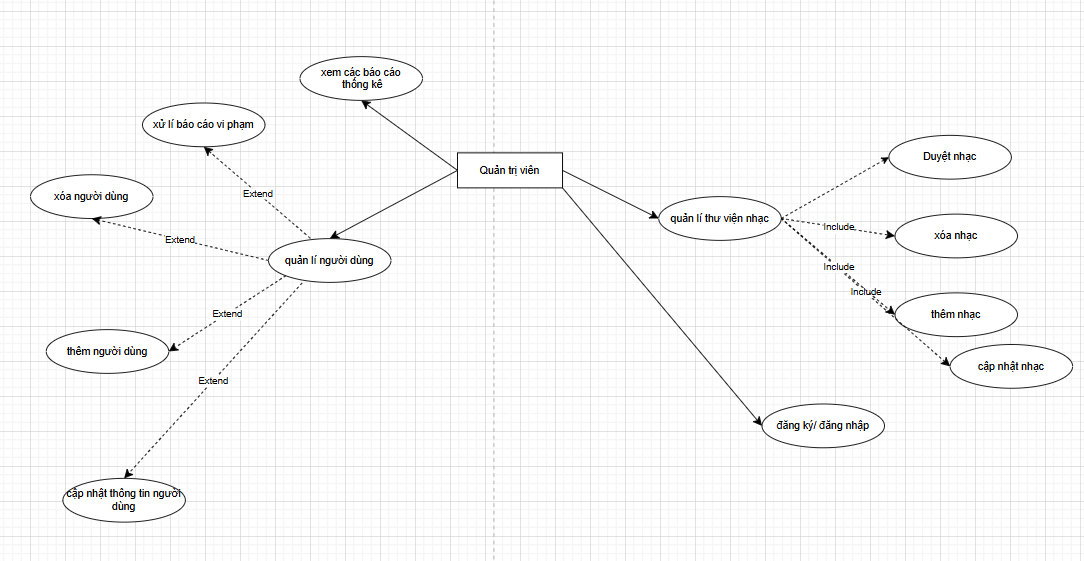 xem các báo cáo
thống kê
xử lí báo cáo vi phạm
Quản trị viên
Duyệt nhạc
Extend
xóa người dùng
quản lí thư viện nhạc
Include
xóa nhạc
Extend
quản lí người dùng
Include
Include
Extend
thêm nhạc
thêm người dùng
cập nhật nhạc
Extend
đăng ký/ đăng nhập
cập nhật thông tin người
dùng